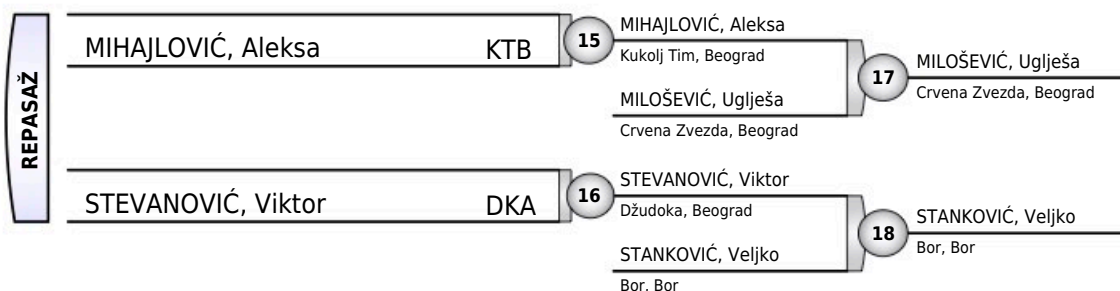 REPASAŽ
MIHAJLOVIĆ, Aleksa KTB
15
MIHAJLOVIĆ, Aleksa
Kukolj Tim, Beograd
MILOŠEVIĆ, Uglješa
Crvena Zvezda, Beograd
17
MILOŠEVIĆ, Uglješa
Crvena Zvezda, Beograd
STEVANOVIĆ, Viktor DKA
16
STEVANOVIĆ, Viktor
Džudoka, Beograd
STANKOVIĆ, Veljko
Bor, Bor
18
STANKOVIĆ, Veljko
Bor, Bor